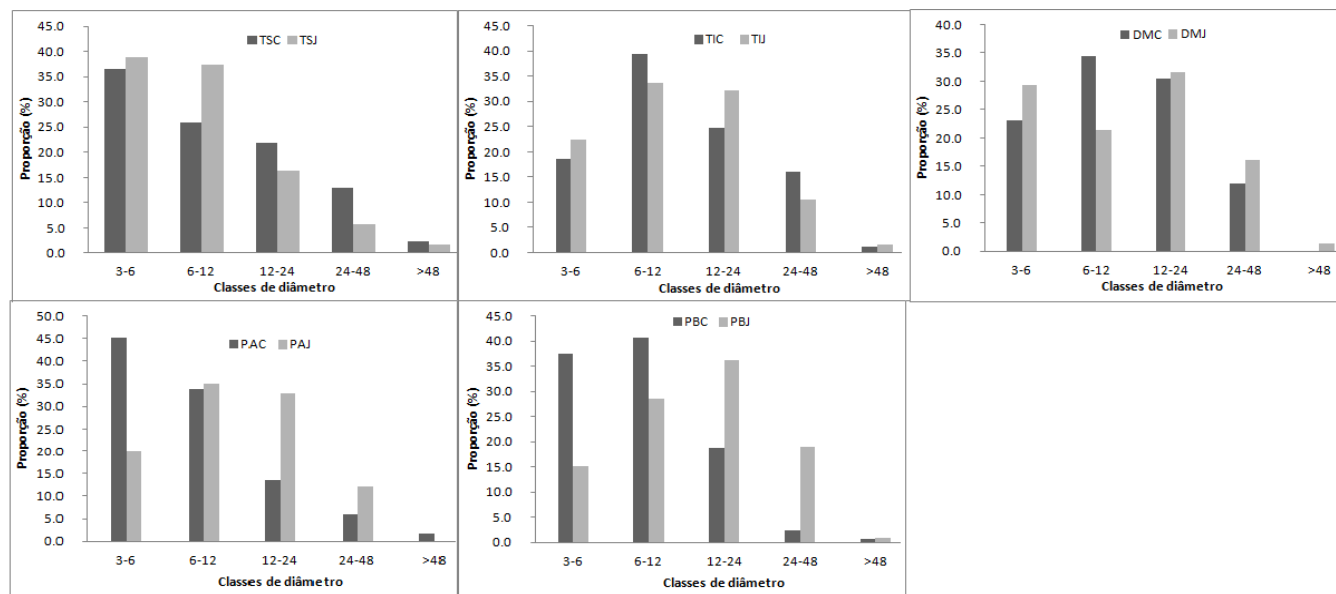 45.0
40.0
35.0
30.0
25.0
20.0
15.0
10.0
5.0
0.0
Proporção (%)
TSC TSJ
3-6 6-12 12-24 24-48 >48
Classes de diâmetro
45.0
40.0
35.0
30.0
25.0
20.0
15.0
10.0
5.0
0.0
Proporção (%)
TIC TIJ
3-6 6-12 12-24 24-48 >48
Classes de diâmetro
40.0
35.0
30.0
25.0
20.0
15.0
10.0
5.0
0.0
Proporção (%)
DMC DMJ
3-6 6-12 12-24 24-48 >48
Classes de diâmetro
50.0
45.0
40.0
35.0
30.0
25.0
20.0
15.0
10.0
5.0
0.0
Proporção (%)
PAC PAJ
3-6 6-12 12-24 24-48 >48
Classes de diâmetro
45.0
40.0
35.0
30.0
25.0
20.0
15.0
10.0
5.0
0.0
Proporção (%)
PBC PBJ
3-6 6-12 12-24 24-48 >48
Classes de diâmetro